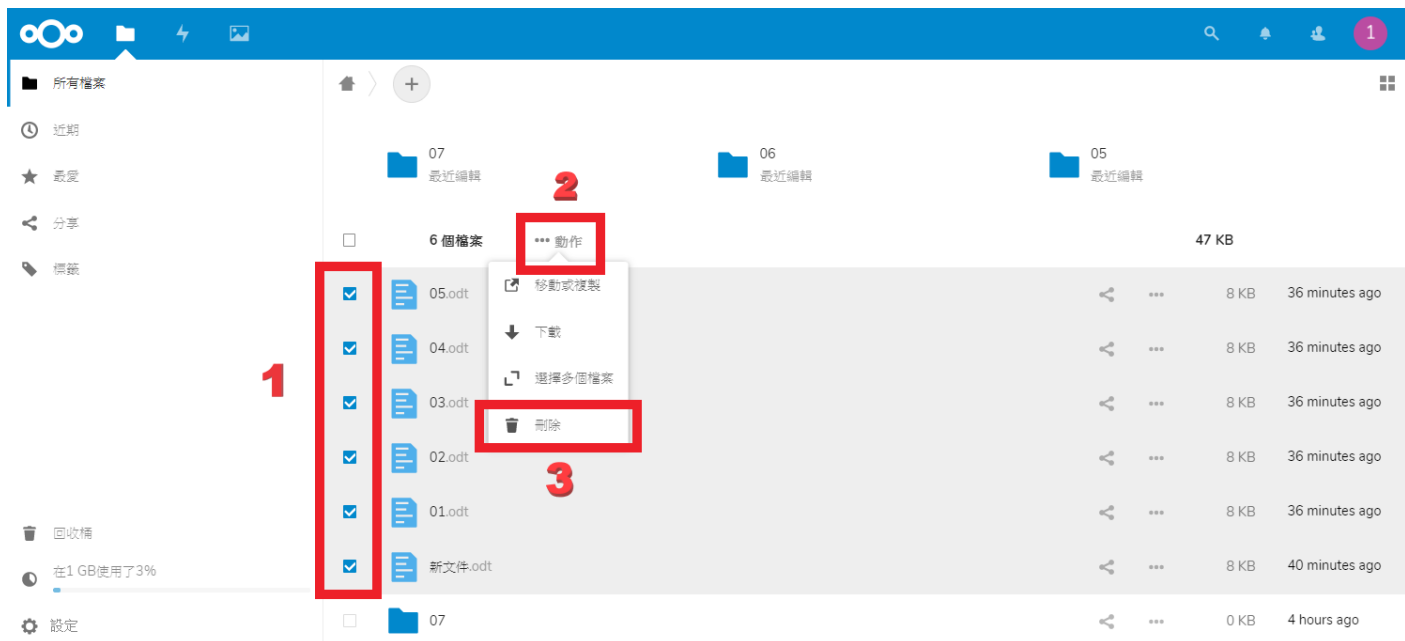 1
所有檔案
近期
最愛
分享
標籤
回收桶
在1 GB使用了3%
設定
07
最近編輯
06
最近編輯
05
最近編輯
2
6 個檔案
動作
47 KB
移動或複製
下載
選擇多個檔案
刪除
1
3
05.odt
8 KB
36 minutes ago
04.odt
8 KB
36 minutes ago
03.odt
8 KB
36 minutes ago
02.odt
8 KB
36 minutes ago
01.odt
8 KB
36 minutes ago
新文件.odt
8 KB
40 minutes ago
07
0 KB
4 hours ago